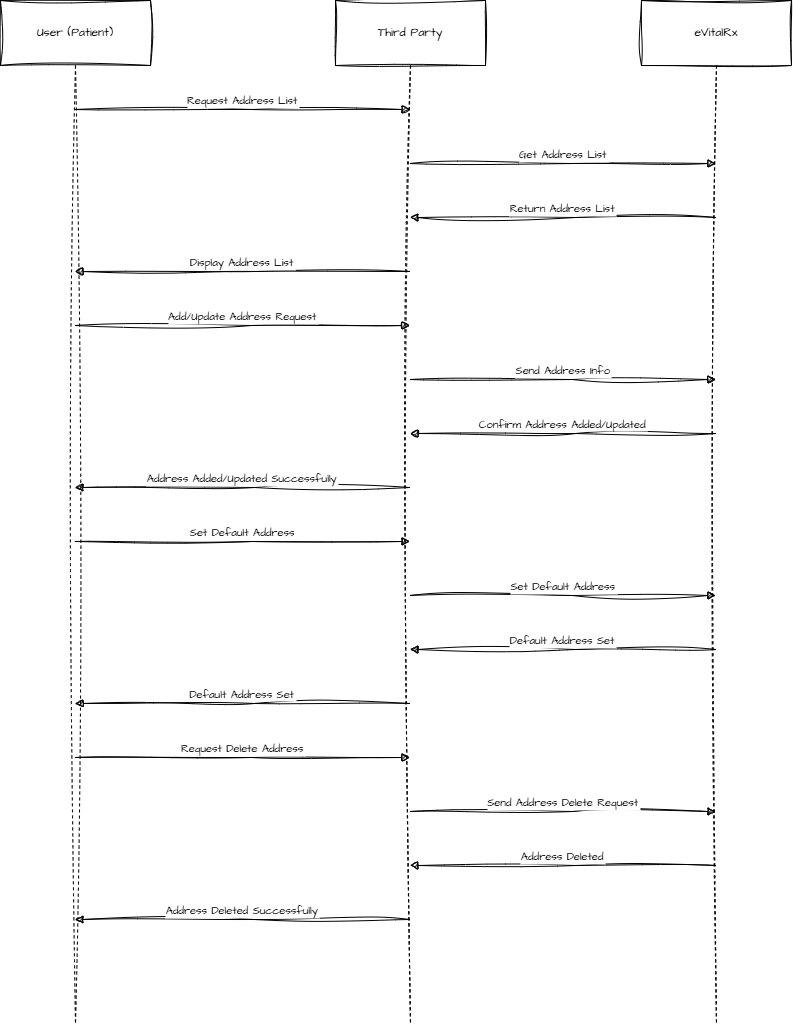 User (Patient)
Third Party
eVitalRx
Request Address List
Get Address List
Return Address List
Display Address List
Add/Update Address Request
Send Address Info
Confirm Address Added/Updated
Address Added/Updated Successfully
Set Default Address
Set Default Address
Default Address Set
Default Address Set
Request Delete Address
Send Address Delete Request
Address Deleted
Address Deleted Successfully